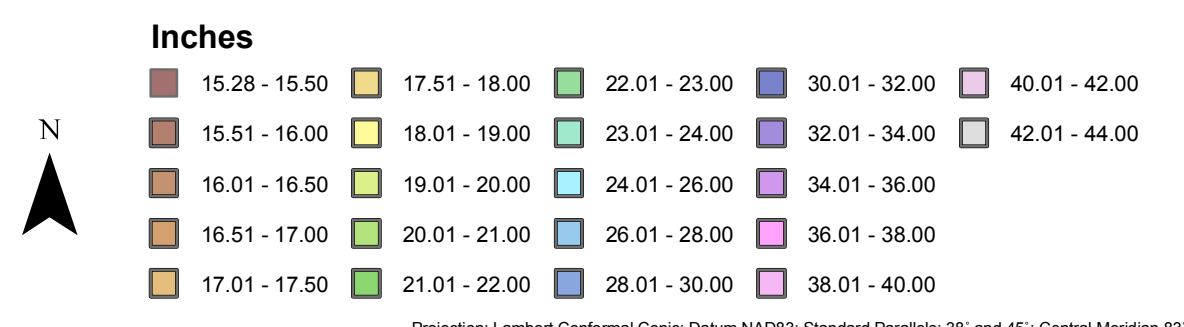 Inches
15.28 - 15.50 17.51 - 18.00 22.01 - 23.00 30.01 - 32.00 40.01 - 42.00
N
15.51 - 16.00 18.01 - 19.00 23.01 - 24.00 32.01 - 34.00 42.01 - 44.00
16.01 - 16.50 19.01 - 20.00 24.01 - 26.00 34.01 - 36.00
16.51 - 17.00 20.01 - 21.00 26.01 - 28.00 36.01 - 38.00
17.01 - 17.50 21.01 - 22.00 28.01 - 30.00 38.01 - 40.00
Projection: Lambert Conformal Conic; Datum NAD83; Standard Parallels: 38° and 45°; Central Meridian